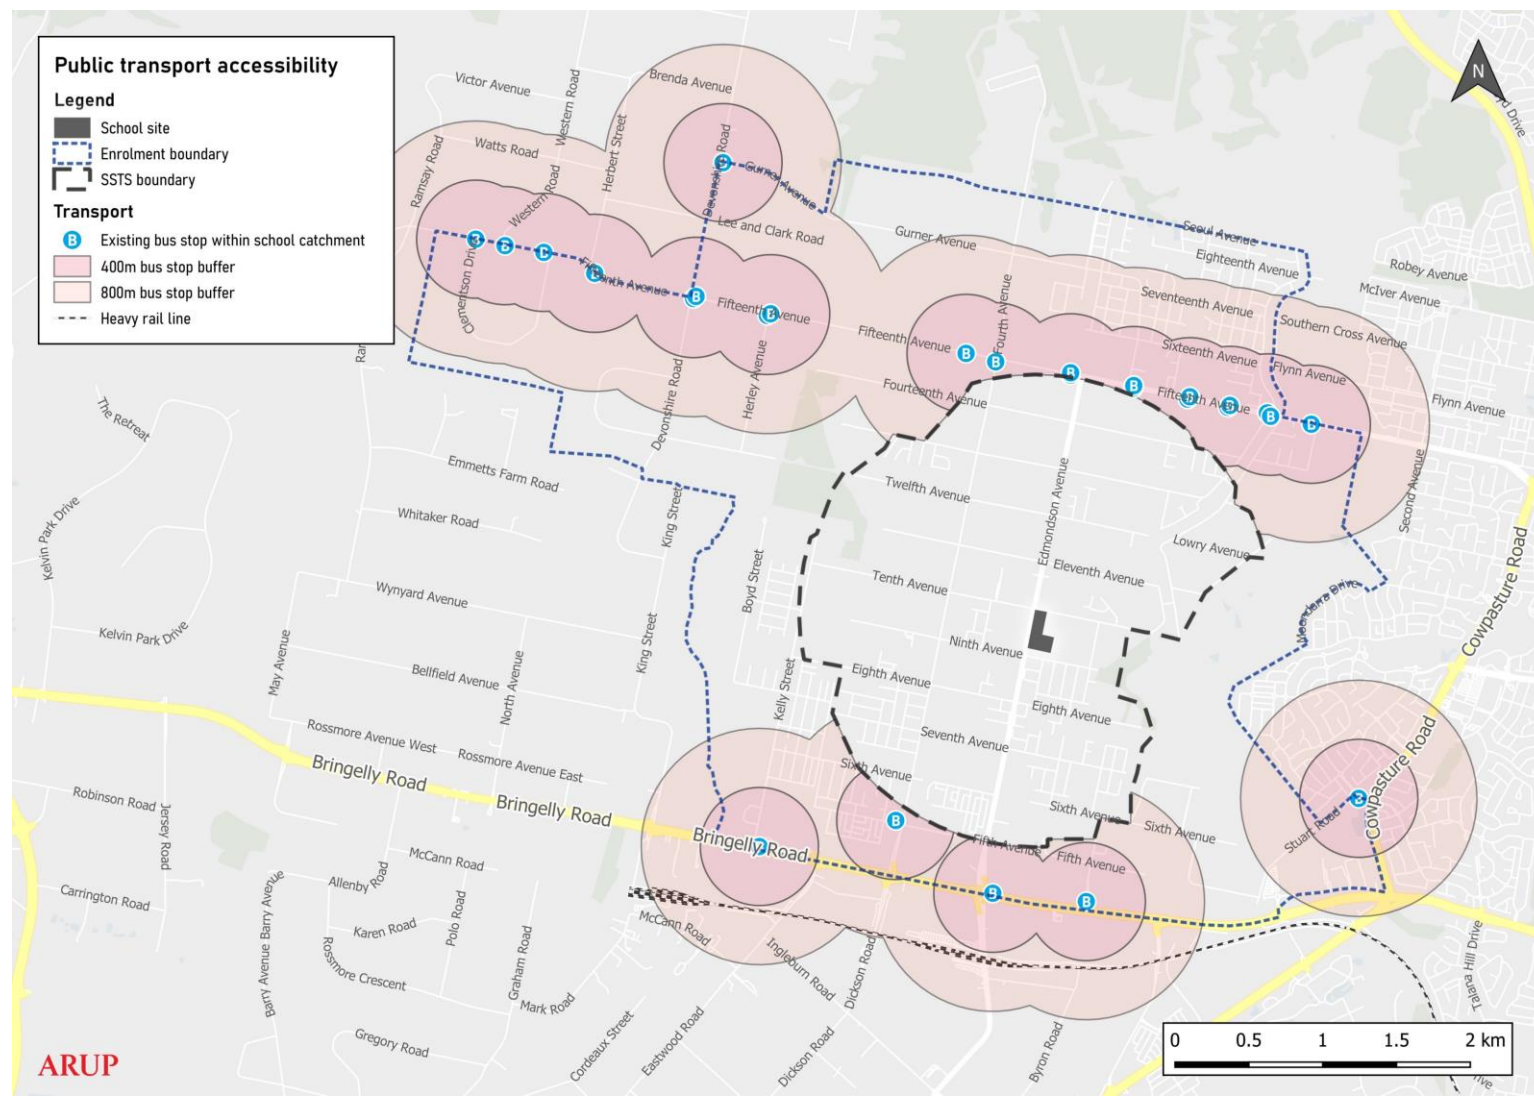 Public transport accessibility
Legend
School site
Enrolment boundary
SSTS boundary
Transport
B Existing bus stop within school catchment
400m bus stop buffer
800m bus stop buffer
Heavy rail line
N
Victor Avenue
Western Road
Brenda Avenue
Ramsay Road
Watts Road
Herbert Street
Devonshire Road
Gurner Avenue
Western Road
Lee and Clark Road
Gurner Avenue
Seoul Avenue
Eighteenth Avenue
Robey Avenue
McIver Avenue
Clementson Drive
Fifteenth Avenue
Fifteenth Avenue
Fourth Avenue
Seventeenth Avenue
Southern Cross Avenue
Fifteenth Avenue
Sixteenth Avenue
Flynn Avenue
Fourteenth Avenue
Fifteenth Avenue
Flynn Avenue
Herley Avenue
Devonshire Road
The Retreat
Emmetts Farm Road
Twelfth Avenue
Edmondson Avenue
Second Avenue
Kelvin Park Drive
Whitaker Road
King Street
Lowry Avenue
Eleventh Avenue
Cowpasture Road
Wynyard Avenue
Boyd Street
Tenth Avenue
Kelvin Park Drive
King Street
Ninth Avenue
May Avenue
Bellfield Avenue
North Avenue
Kelly Street
Eighth Avenue
Eighth Avenue
Rossmore Avenue West
Rossmore Avenue East
Seventh Avenue
Bringelly Road
Sixth Avenue
Cowpasture Road
Robinson Road
Jersey Road
Bringelly Road
Bringelly Road
Sixth Avenue
Sixth Avenue
Stuart Road
Fifth Avenue
Fifth Avenue
McCann Road
Allenby Road
Carrington Road
Barry Avenue
Barry Avenue
Polo Road
Karen Road
McCann Road
Rossmore Crescent
Graham Road
Mark Road
Ingleburn Road
Dickson Road
Talana Hill Drive
Gregory Road
Cordeaux Street
Eastwood Road
Dickson Road
Byron Road
0 0.5 1 1.5 2 km
ARUP